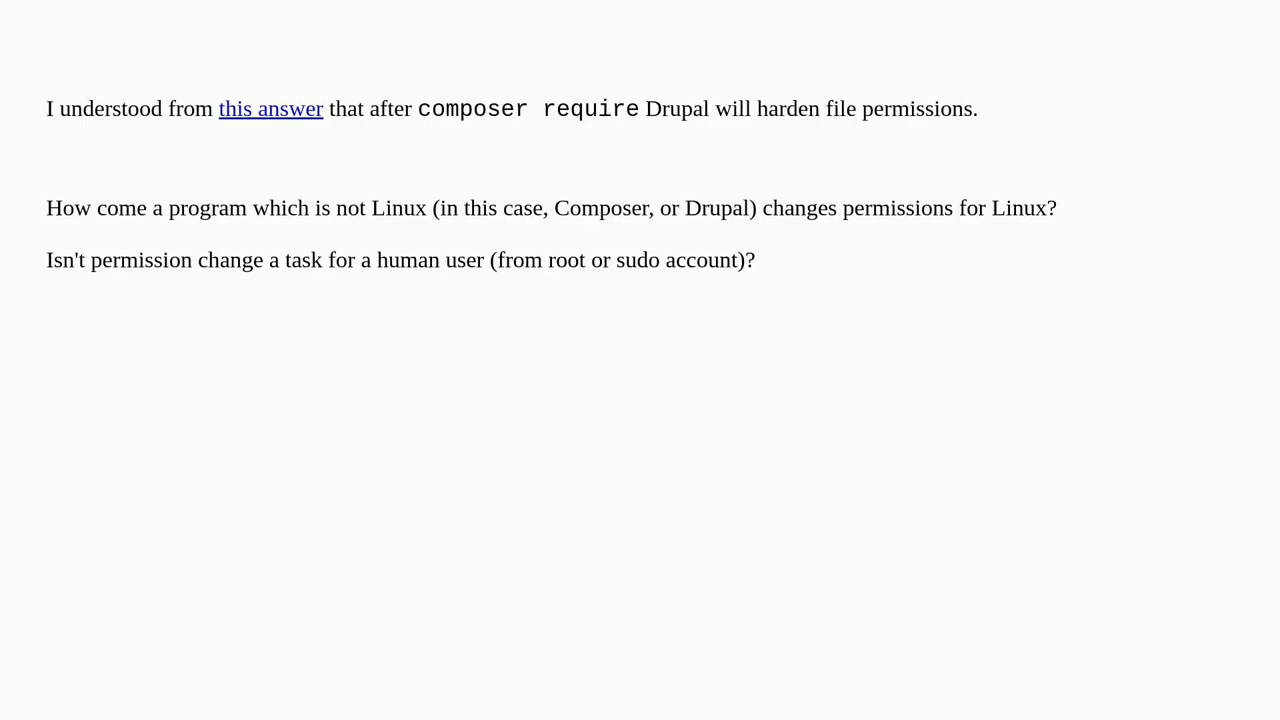 I understood from this answer that after composer require Drupal will harden file permissions.
How come a program which is not Linux (in this case, Composer, or Drupal) changes permissions for Linux?
Isn't permission change a task for a human user (from root or sudo account)?